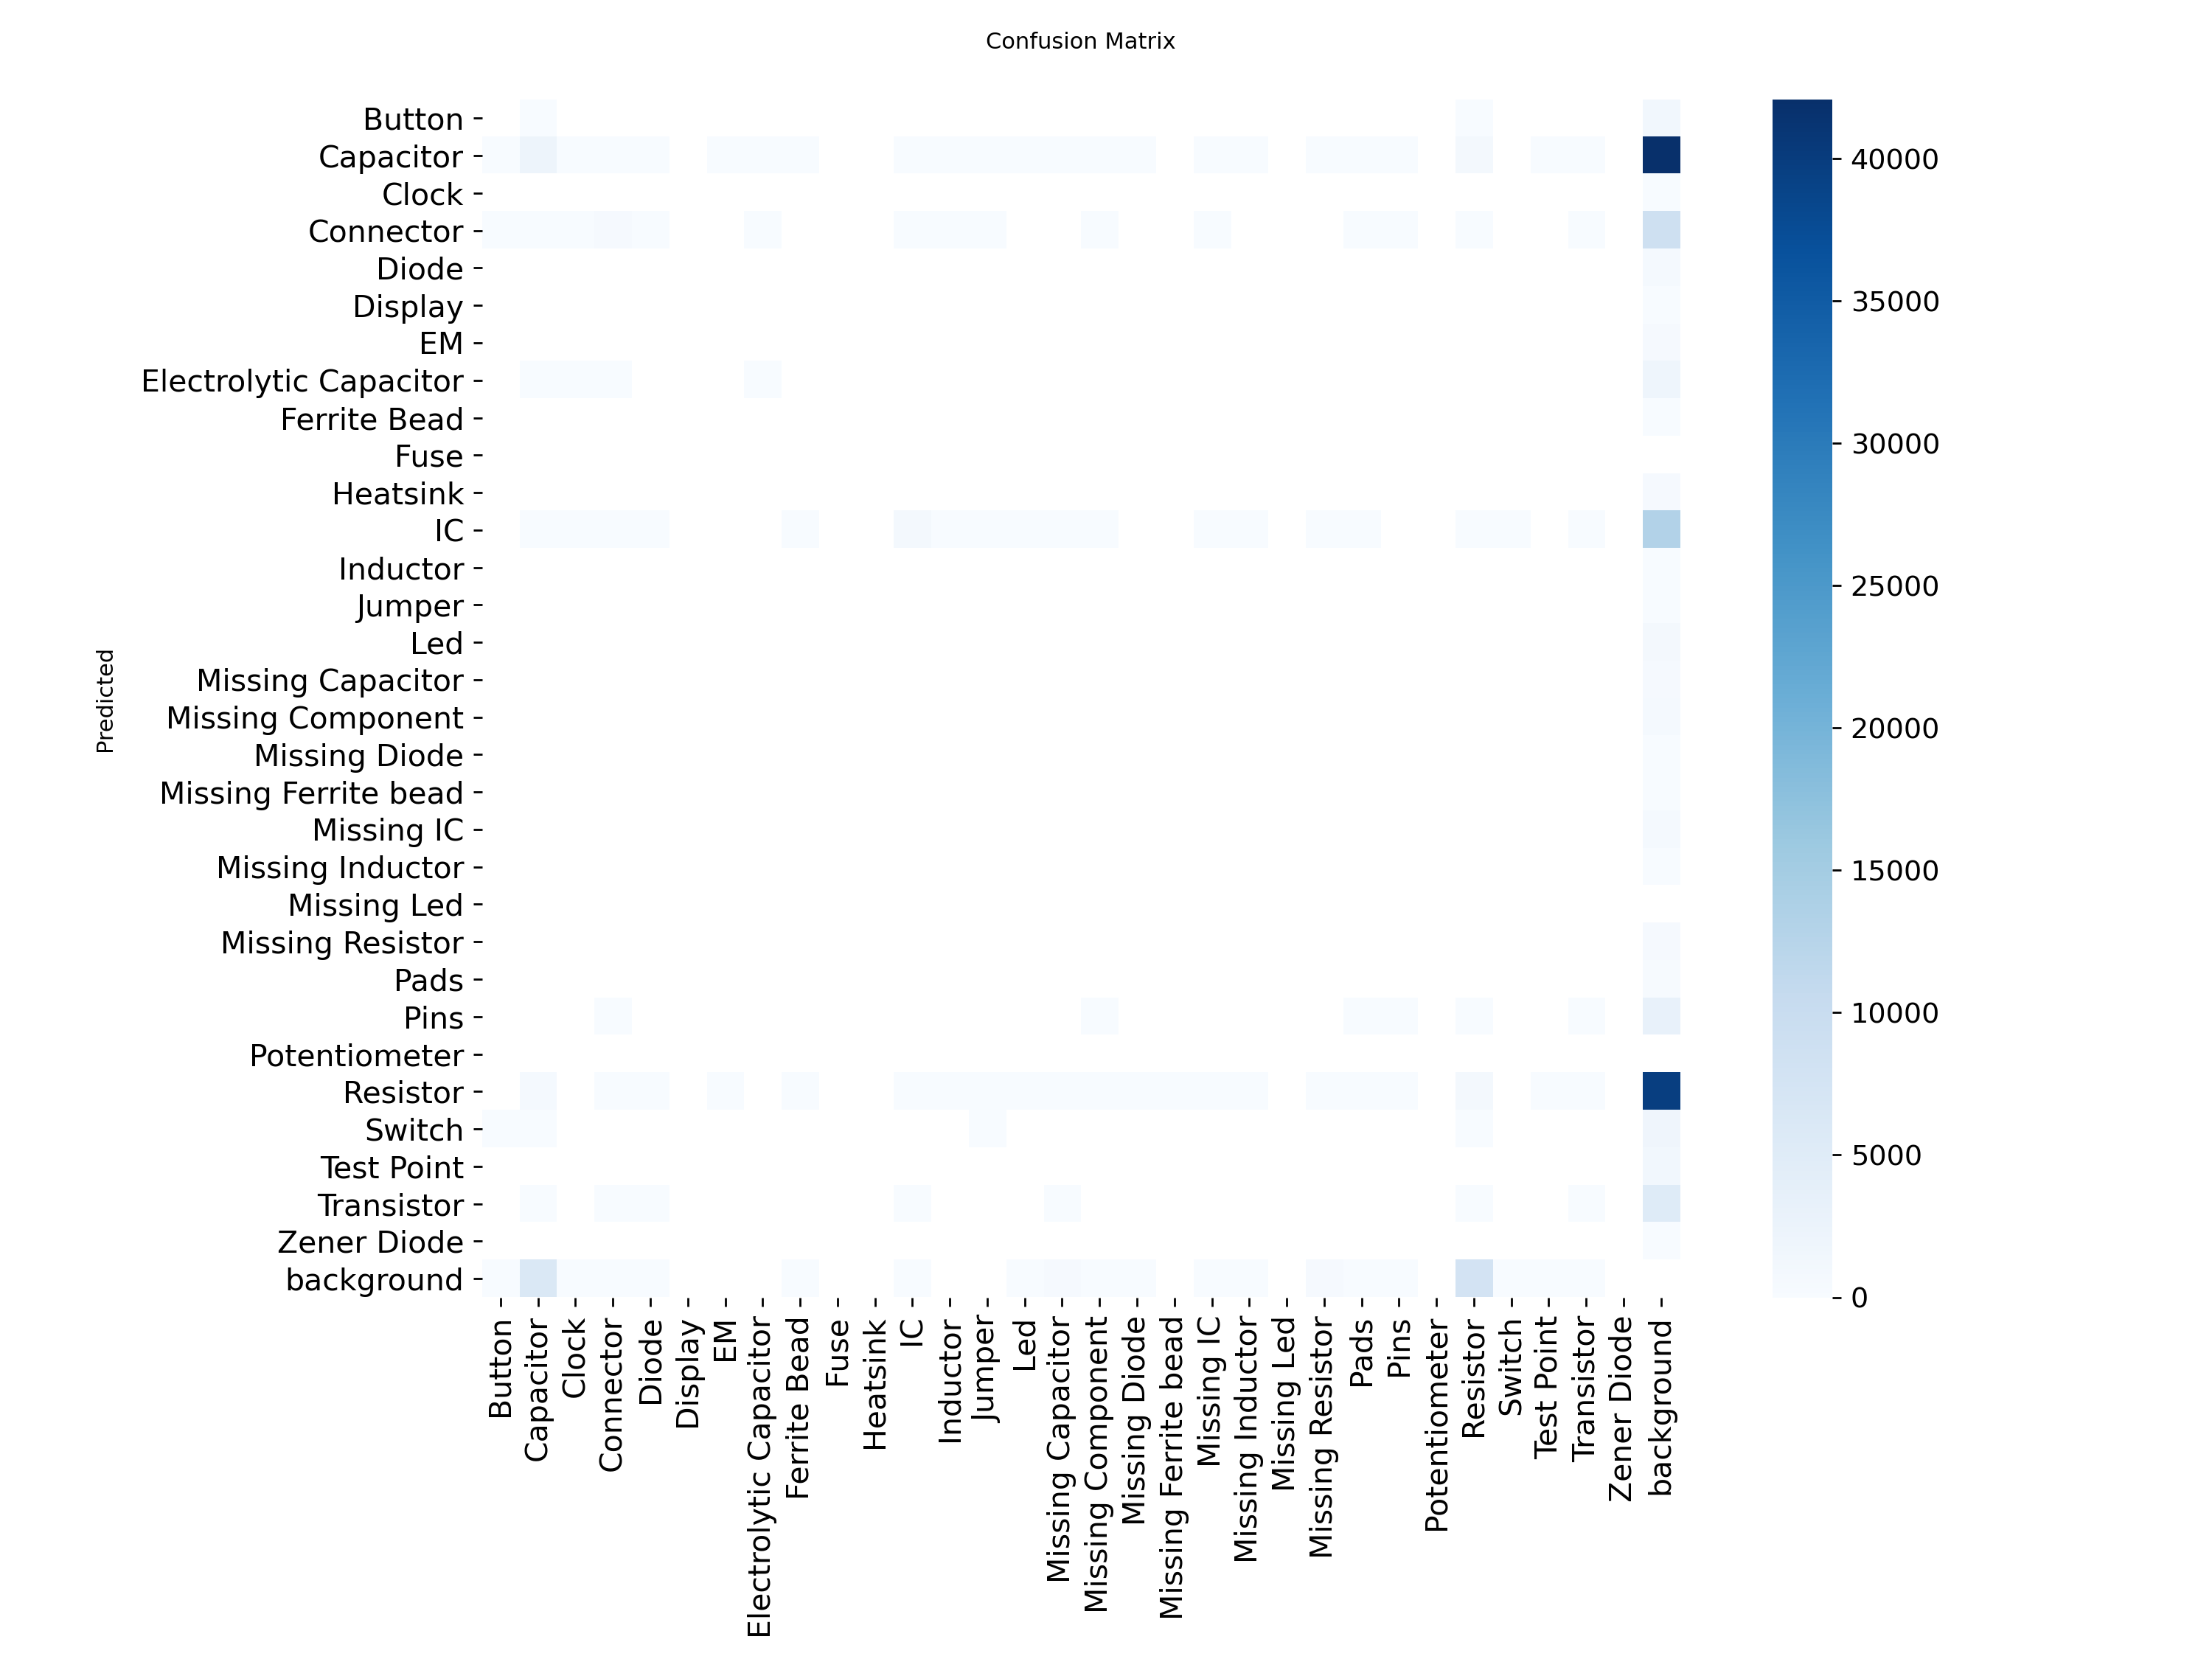 Confusion Matrix
Button
Capacitor
Clock
Connector
Diode
Display
EM
Electrolytic Capacitor
Ferrite Bead
Fuse
Heatsink
IC
Inductor
Jumper
Led
Missing Capacitor
Missing Component
Missing Diode
Missing Ferrite bead
Missing IC
Missing Inductor
Missing Led
Missing Resistor
Pads
Pins
Potentiometer
Resistor
Switch
Test Point
Transistor
Zener Diode
background
Predicted
Button
Capacitor
Clock
Connector
Diode
Display
EM
Electrolytic Capacitor
Ferrite Bead
Fuse
Heatsink
IC
Inductor
Jumper
Led
Missing Capacitor
Missing Component
Missing Diode
Missing Ferrite bead
Missing IC
Missing Inductor
Missing Led
Missing Resistor
Pads
Pins
Potentiometer
Resistor
Switch
Test Point
Transistor
Zener Diode
background
40000
35000
30000
25000
20000
15000
10000
5000
0